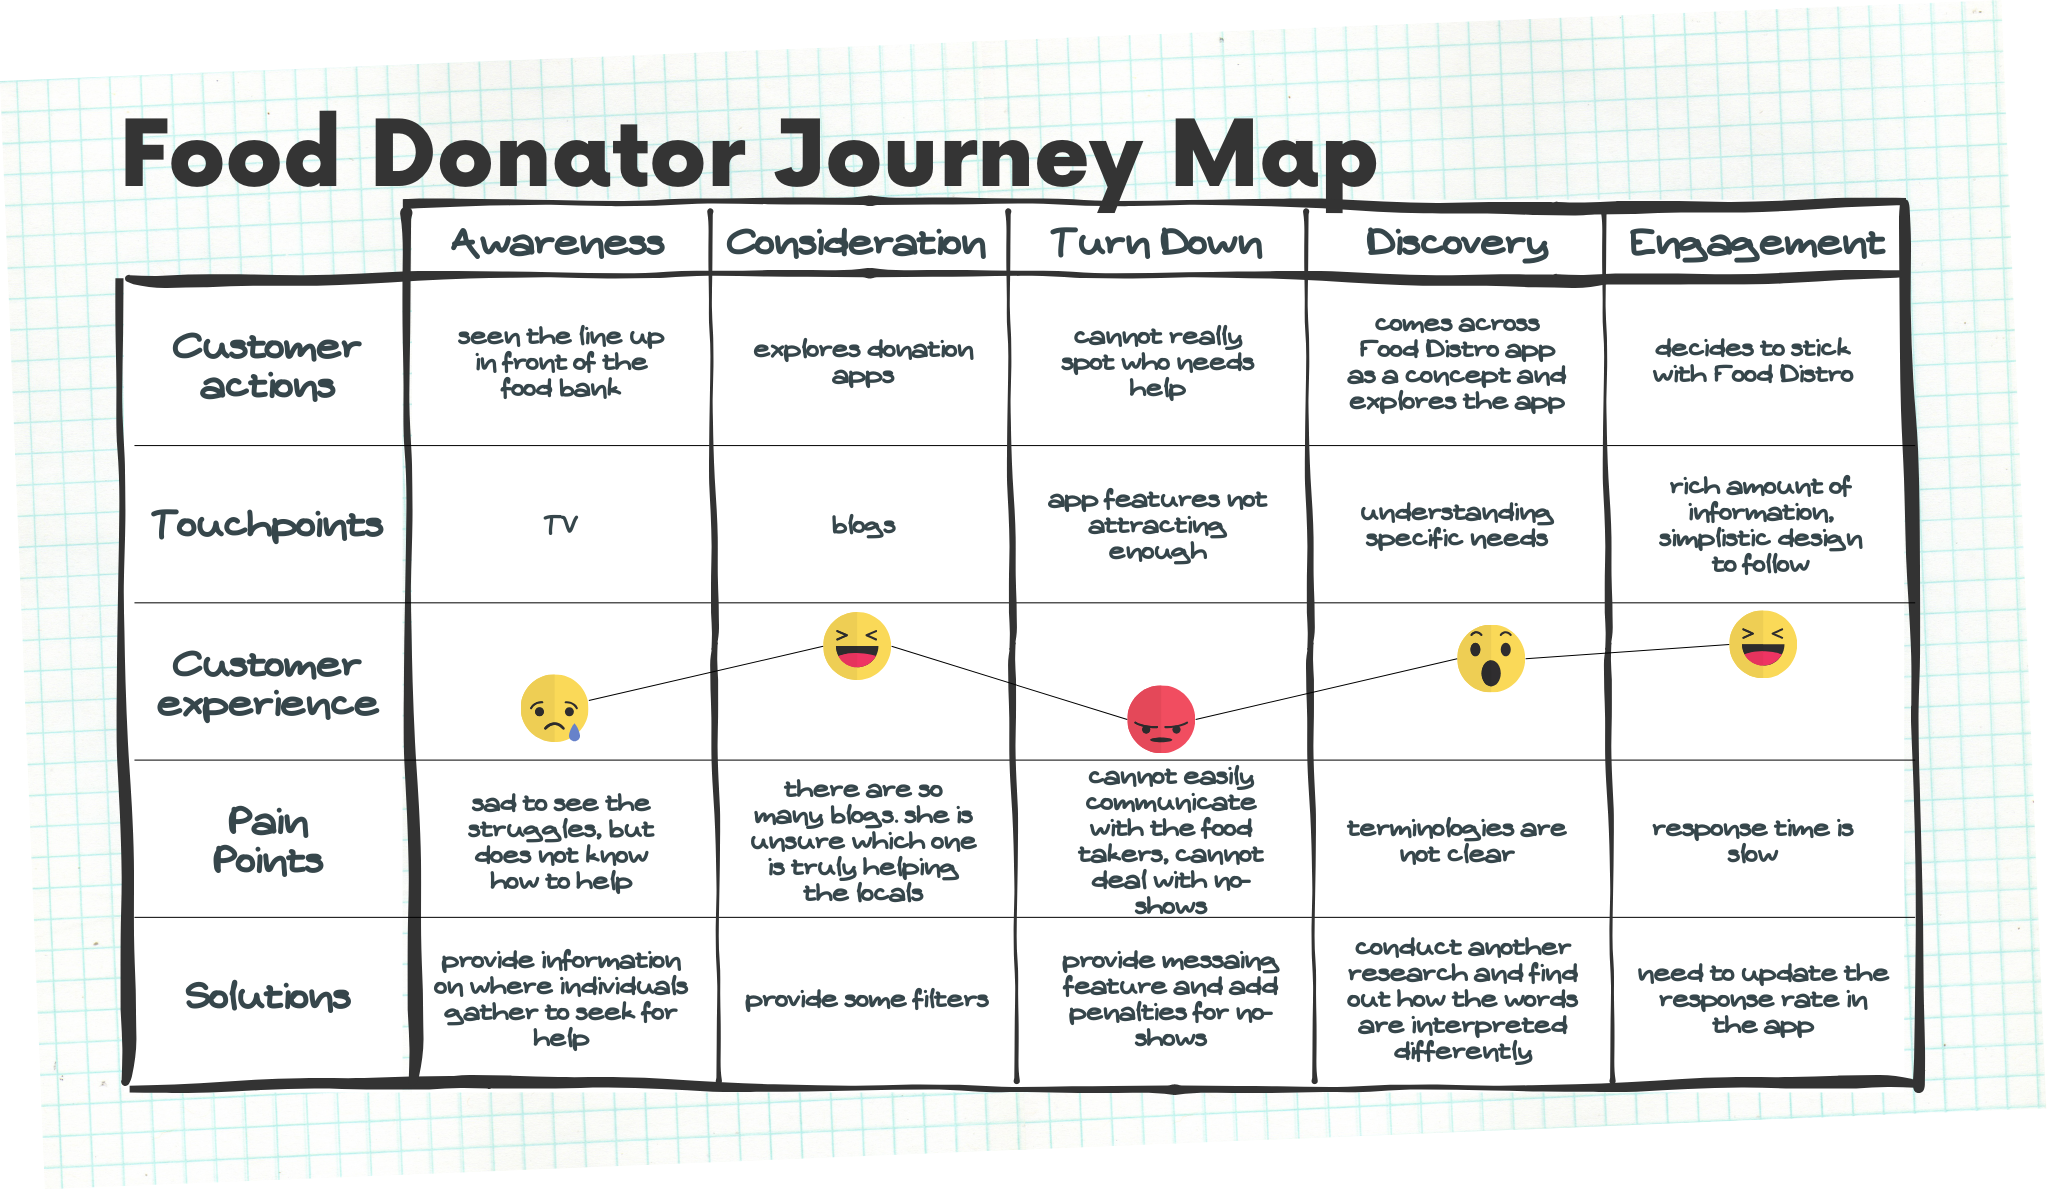 Food Donator Journey Map
Awareness
Consideration
Turn Down
Discovery
Engagement
Customer
actions
seen the line up
in front of the
food bank
explores donation
apps
cannot really
spot who needs
help
comes across
Food Distro app
as a concept and
explores the app
decides to stick
with Food Distro
Touchpoints
TV
blogs
app features not
attracting
enough
understanding
specific needs
rich amount of
information,
simplistic design
to follow
Customer
experience
Pain
Points
sad to see the
struggles, but
does not know
how to help
there are so
many blogs. she is
unsure which one
is truly helping
the locals
cannot easily
communicate
with the food
takers, cannot
deal with no-
shows
terminologies are
not clear
response time is
slow
Solutions
provide information
on where individuals
gather to seek for
help
provide some filters
provide messaing
feature and add
penalties for no-
shows
conduct another
research and find
out how the words
are interpreted
differently
need to update the
response rate in
the app